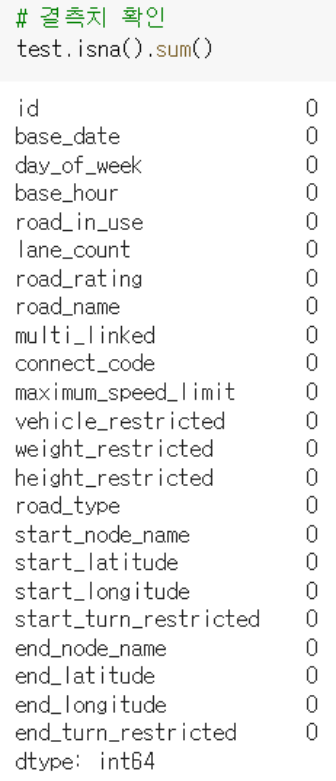 # 결측치 확인
test.isna().sum()
id 0
base_date 0
day_of_week 0
base_hour 0
road_in_use 0
lane_count 0
road_rating 0
road_name 0
multi_linked 0
connect_code 0
maximum_speed_limit 0
vehicle_restricted 0
weight_restricted 0
height_restricted 0
road_type 0
start_node_name 0
start_latitude 0
start_longitude 0
start_turn_restricted 0
end_node_name 0
end_latitude 0
end_longitude 0
end_turn_restricted 0
dtype: int64